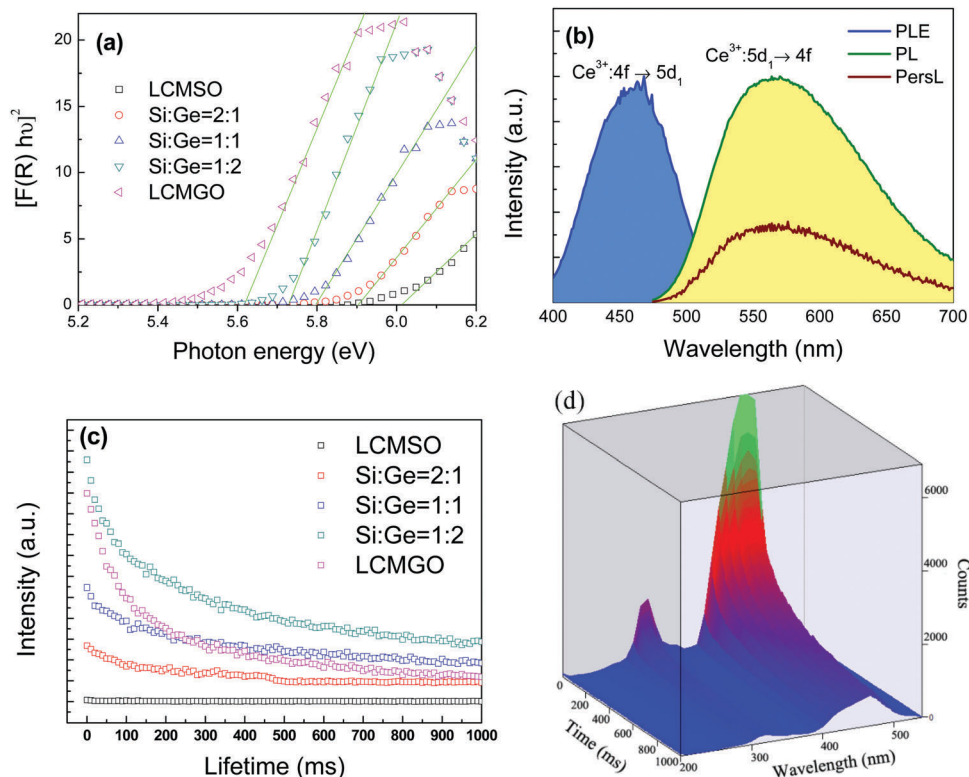 (a)
20
15
10
5
0
[F(R) hυ]²
LCMSO
Si:Ge=2:1
Si:Ge=1:1
Si:Ge=1:2
LCMGO
5.2 5.4 5.6 5.8 6.0 6.2
Photon energy (eV)
(b)
PLE
PL
PersL
Ce³⁺:4f → 5d₁
Ce³⁺:5d₁→ 4f
Intensity (a.u.)
400 450 500 550 600 650 700
Wavelength (nm)
(c)
LCMSO
Si:Ge=2:1
Si:Ge=1:1
Si:Ge=1:2
LCMGO
Intensity (a.u.)
0 100 200 300 400 500 600 700 800 900 1000
Lifetime (ms)
(d)
6000
4000
2000
0
Counts
0
200
400
600
800
1000
Time (ms)
200 300 400 500
Wavelength (nm)